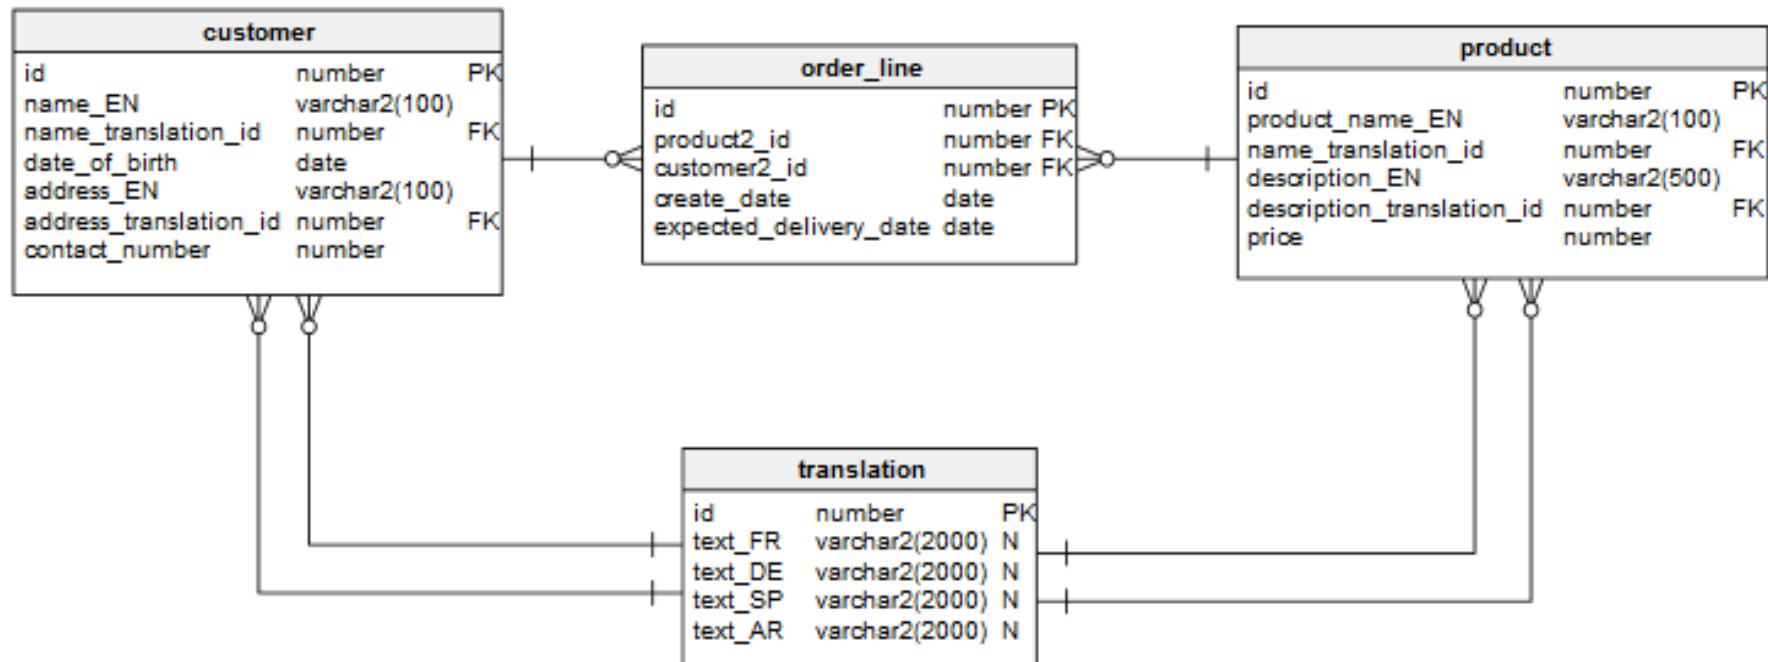 customer
id number PK
name_EN varchar2(100)
name_translation_id number FK
date_of_birth date
address_EN varchar2(100)
address_translation_id number FK
contact_number number
order_line
id number PK
product2_id number FK
customer2_id number FK
create_date date
expected_delivery_date date
product
id number PK
product_name_EN varchar2(100)
name_translation_id number FK
description_EN varchar2(500)
description_translation_id number FK
price number
translation
id number PK
text_FR varchar2(2000) N
text_DE varchar2(2000) N
text_SP varchar2(2000) N
text_AR varchar2(2000) N